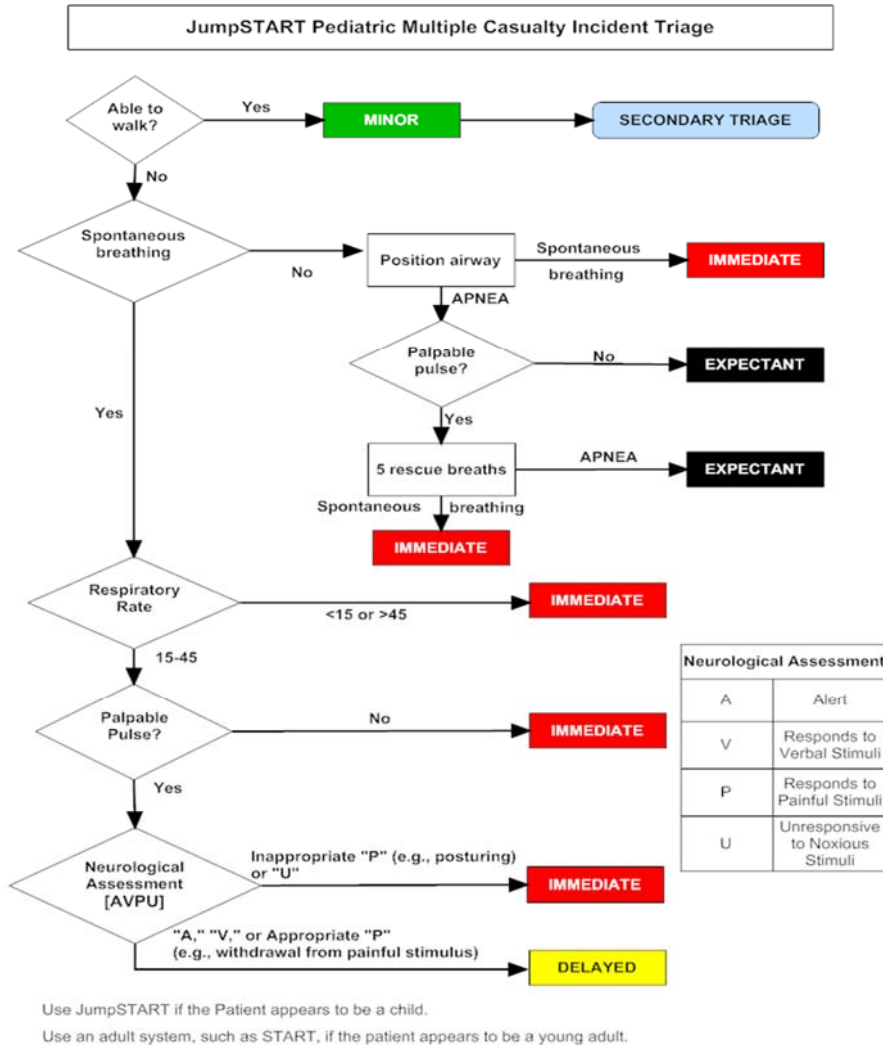 JumpSTART Pediatric Multiple Casualty Incident Triage
Able to
walk?
Yes
MINOR
SECONDARY TRIAGE
No
Spontaneous
breathing
No
Position airway
Spontaneous
breathing
IMMEDIATE
APNEA
Palpable
pulse?
No
EXPECTANT
Yes
Yes
5 rescue breaths
APNEA
EXPECTANT
Spontaneous breathing
IMMEDIATE
Respiratory
Rate
<15 or >45
IMMEDIATE
15-45
Palpable
Pulse?
No
IMMEDIATE
Yes
Neurological
Assessment
[AVPU]
Inappropriate "P" (e.g., posturing)
or "U"
IMMEDIATE
"A," "V," or Appropriate "P"
(e.g., withdrawal from painful stimulus)
DELAYED
Neurological Assessment
A Alert
V Responds to
Verbal Stimuli
P Responds to
Painful Stimuli
U Unresponsive
to Noxious
Stimuli
Use JumpSTART if the Patient appears to be a child.
Use an adult system, such as START, if the patient appears to be a young adult.